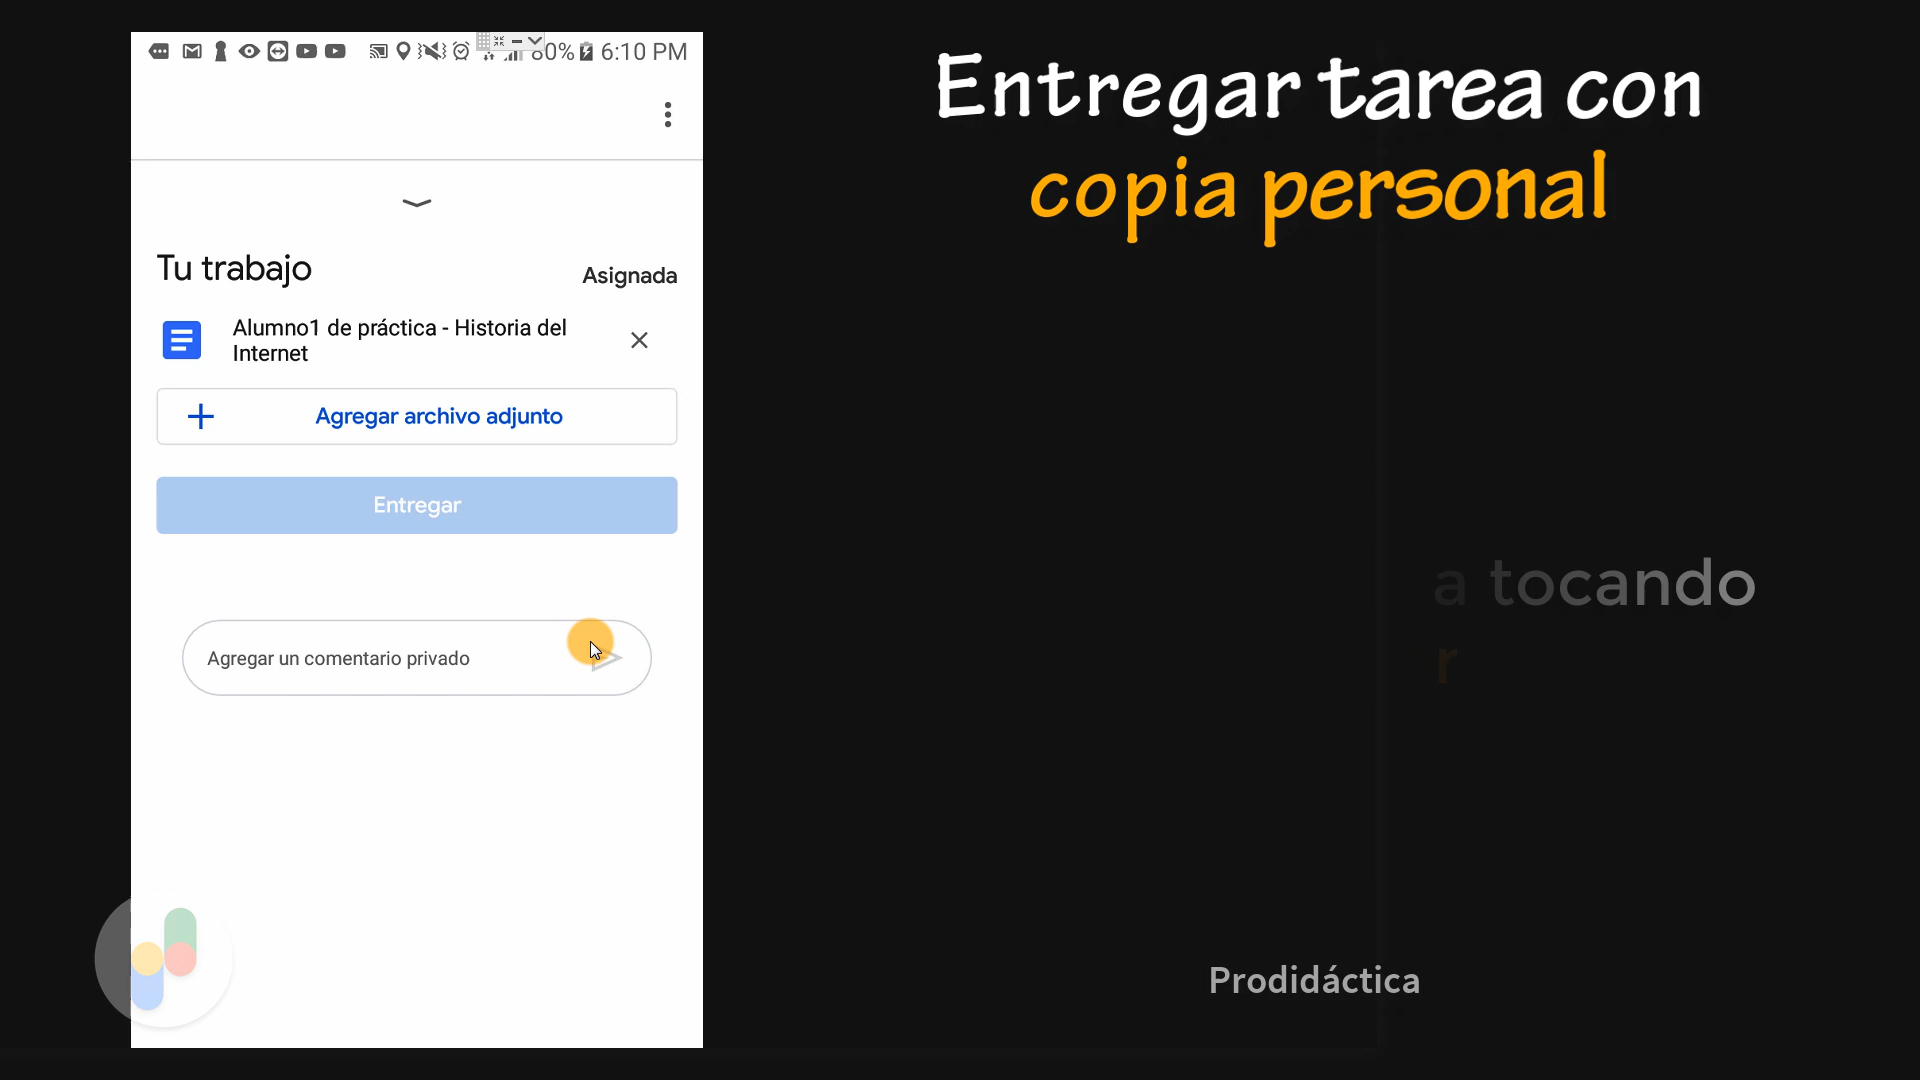 80% 6:10 PM
Entregar tarea con
copia personal
Tu trabajo
Asignada
Alumno1 de práctica - Historia del
Internet
Agregar archivo adjunto
Entregar
a tocando
r
Agregar un comentario privado
Prodidáctica